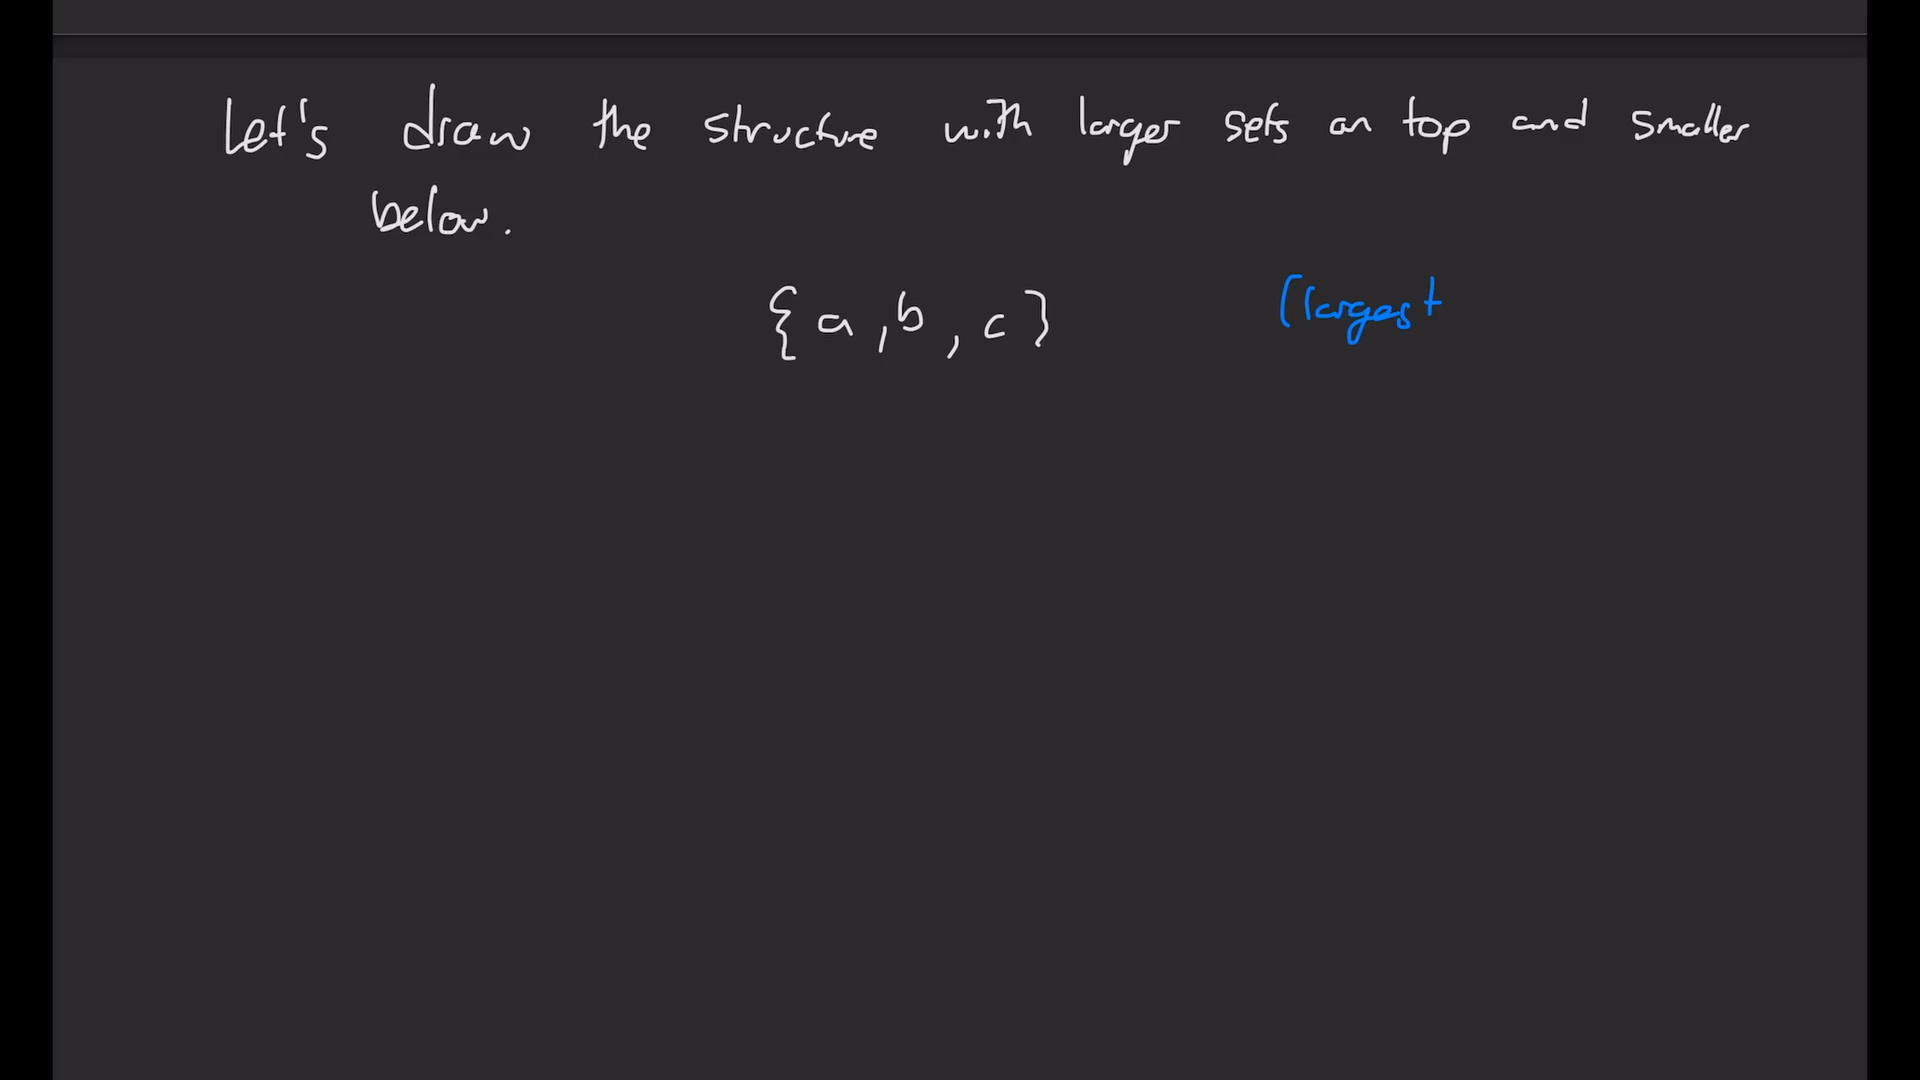 Let's draw the structure with larger sets on top and smaller
below.
{a, b, c} (largest